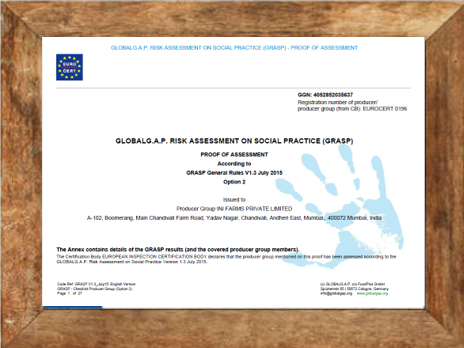 GLOBALG.A.P. RISK ASSESSMENT ON SOCIAL PRACTICE (GRASP) - PROOF OF ASSESSMENT
EURO
CERT
GGN: 4052852035637
Registration number of producer/
producer group (from CB): EUROCERT 0196
GLOBALG.A.P. RISK ASSESSMENT ON SOCIAL PRACTICE (GRASP)
PROOF OF ASSESSMENT
According to
GRASP General Rules V1.3 July 2015
Option 2
Issued to
Producer Group INI FARMS PRIVATE LIMITED
A-102, Boomerang, Main Chandivali Farm Road, Yadav Nagar, Chandivali, Andheri East, Mumbai, 400072 Mumbai, India
The Annex contains details of the GRASP results (and the covered producer group members).
The Certification Body EUROPEAN INSPECTION CERTIFICATION BODY declares that the producer group mentioned on this proof has been assessed according to the
GLOBALG.A.P. Risk Assessment on Social Practice Version 1.3 July 2015.
Code Ref: GRASP V1.3_July15; English Version
GRASP - Checklist Producer Group (Option 2)
Page 1 of 27
(c) GLOBALG.A.P. c/o FoodPlus GmbH
Spichernstr. 55 | 50672 Cologne, Germany
info@globalgap.org www.globalgap.org